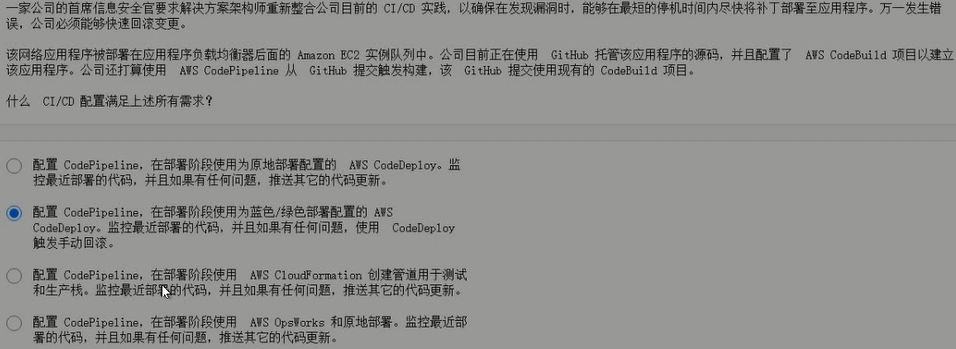 一家公司的首席信息安全官要求解决方案架构师重新整合公司目前的 CI/CD 实践，以确保在发现漏洞时，能够在最短的停机时间内尽快将补丁部署至应用程序。万一发生错
误，公司必须能够快速回滚变更。
该网络应用程序被部署在应用程序负载均衡器后面的 Amazon EC2 实例队列中。公司目前正在使用 GitHub 托管该应用程序的源码，并且配置了 AWS CodeBuild 项目以建立
该应用程序。公司还打算使用 AWS CodePipeline 从 GitHub 提交触发构建，该 GitHub 提交使用现有的 CodeBuild 项目。
什么 CI/CD 配置满足上述所有需求？
配置 CodePipeline，在部署阶段使用为原地部署配置的 AWS CodeDeploy。监
控最近部署的代码，并且如果有任何问题，推送其它的代码更新。
配置 CodePipeline，在部署阶段使用为蓝色/绿色部署配置的 AWS
CodeDeploy。监控最近部署的代码，并且如果有任何问题，使用 CodeDeploy
触发手动回滚。
配置 CodePipeline，在部署阶段使用 AWS CloudFormation 创建管道用于测试
和生产栈。监控最近部署的代码，并且如果有任何问题，推送其它的代码更新。
配置 CodePipeline，在部署阶段使用 AWS OpsWorks 和原地部署。监控最近部
署的代码，并且如果有任何问题，推送其它的代码更新。